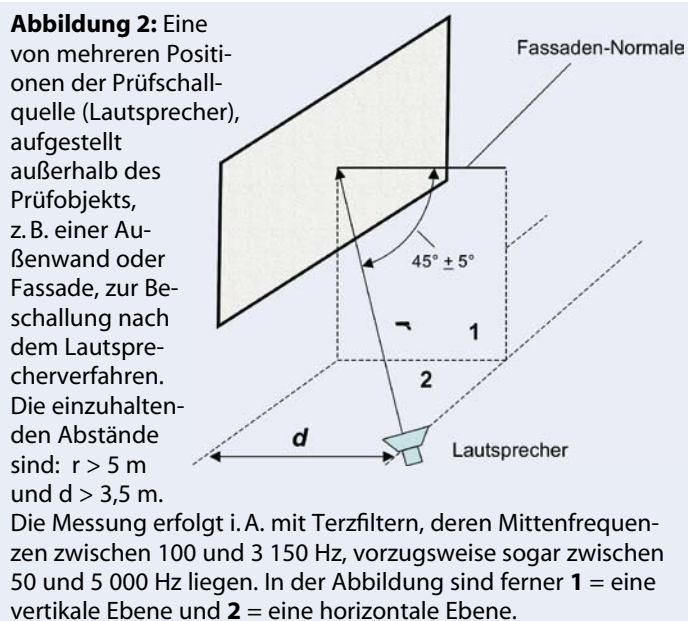 Abbildung 2: Eine
von mehreren Positi-
onen der Prüfschall-
quelle (Lautsprecher),
aufgestellt
außerhalb des
Prüfobjekts,
z. B. einer Au-
ßenwand oder
Fassade, zur Be-
schallung nach
dem Lautspre-
cherverfahren.
Die einzuhalten-
den Abstände
sind: r > 5 m
und d > 3,5 m.
Die Messung erfolgt i. A. mit Terzfiltern, deren Mittenfrequen-
zen zwischen 100 und 3 150 Hz, vorzugsweise sogar zwischen
50 und 5 000 Hz liegen. In der Abbildung sind ferner 1 = eine
vertikale Ebene und 2 = eine horizontale Ebene.
Fassaden-Normale
45° ± 5°
r
1
2
d
Lautsprecher